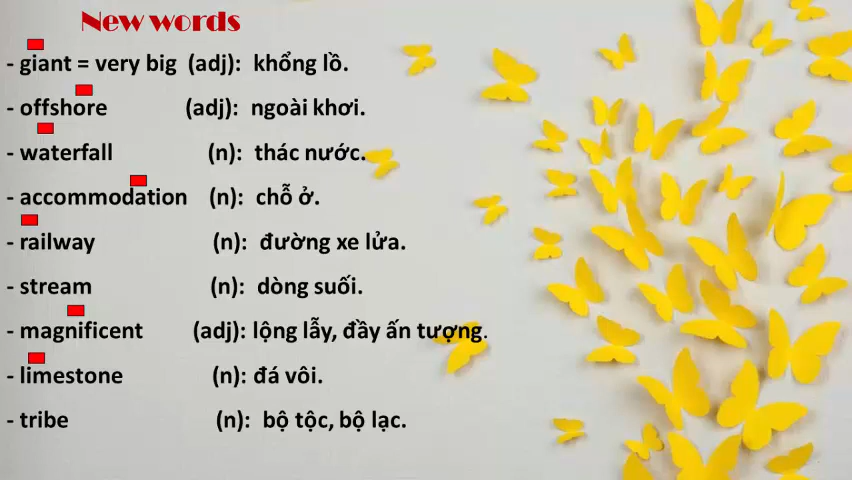 New words
- giant = very big (adj): khổng lồ.
- offshore (adj): ngoài khơi.
- waterfall (n): thác nước.
- accommodation (n): chỗ ở.
- railway (n): đường xe lửa.
- stream (n): dòng suối.
- magnificent (adj): lộng lẫy, đầy ấn tượng.
- limestone (n): đá vôi.
- tribe (n): bộ tộc, bộ lạc.